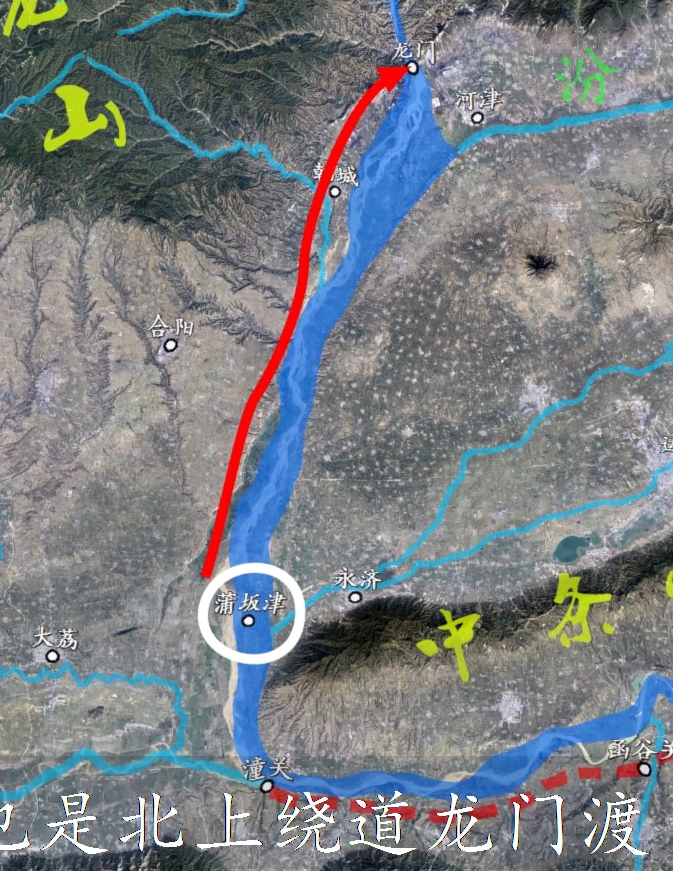 龙
龙门
汾
河津
山
韩城
合阳
永济
蒲坂津
中条
大荔
潼关
函谷关
也是北上绕道龙门渡